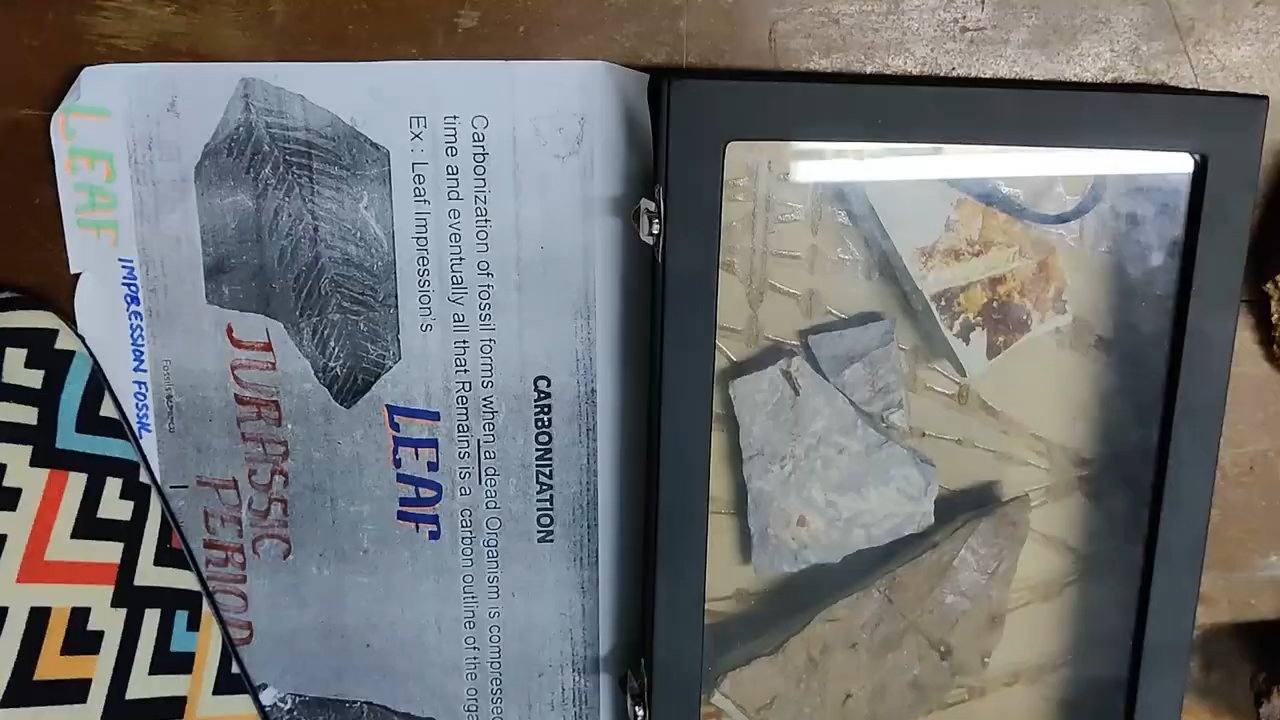 CARBONIZATION
Carbonization of fossil forms when a dead Organism is compressed
time and eventually all that Remains is a carbon outline of the orga
Ex : Leaf Impression's
LEAF
JURASSIC
PERIOD
IMPRESSION FOSSIL
LEAF